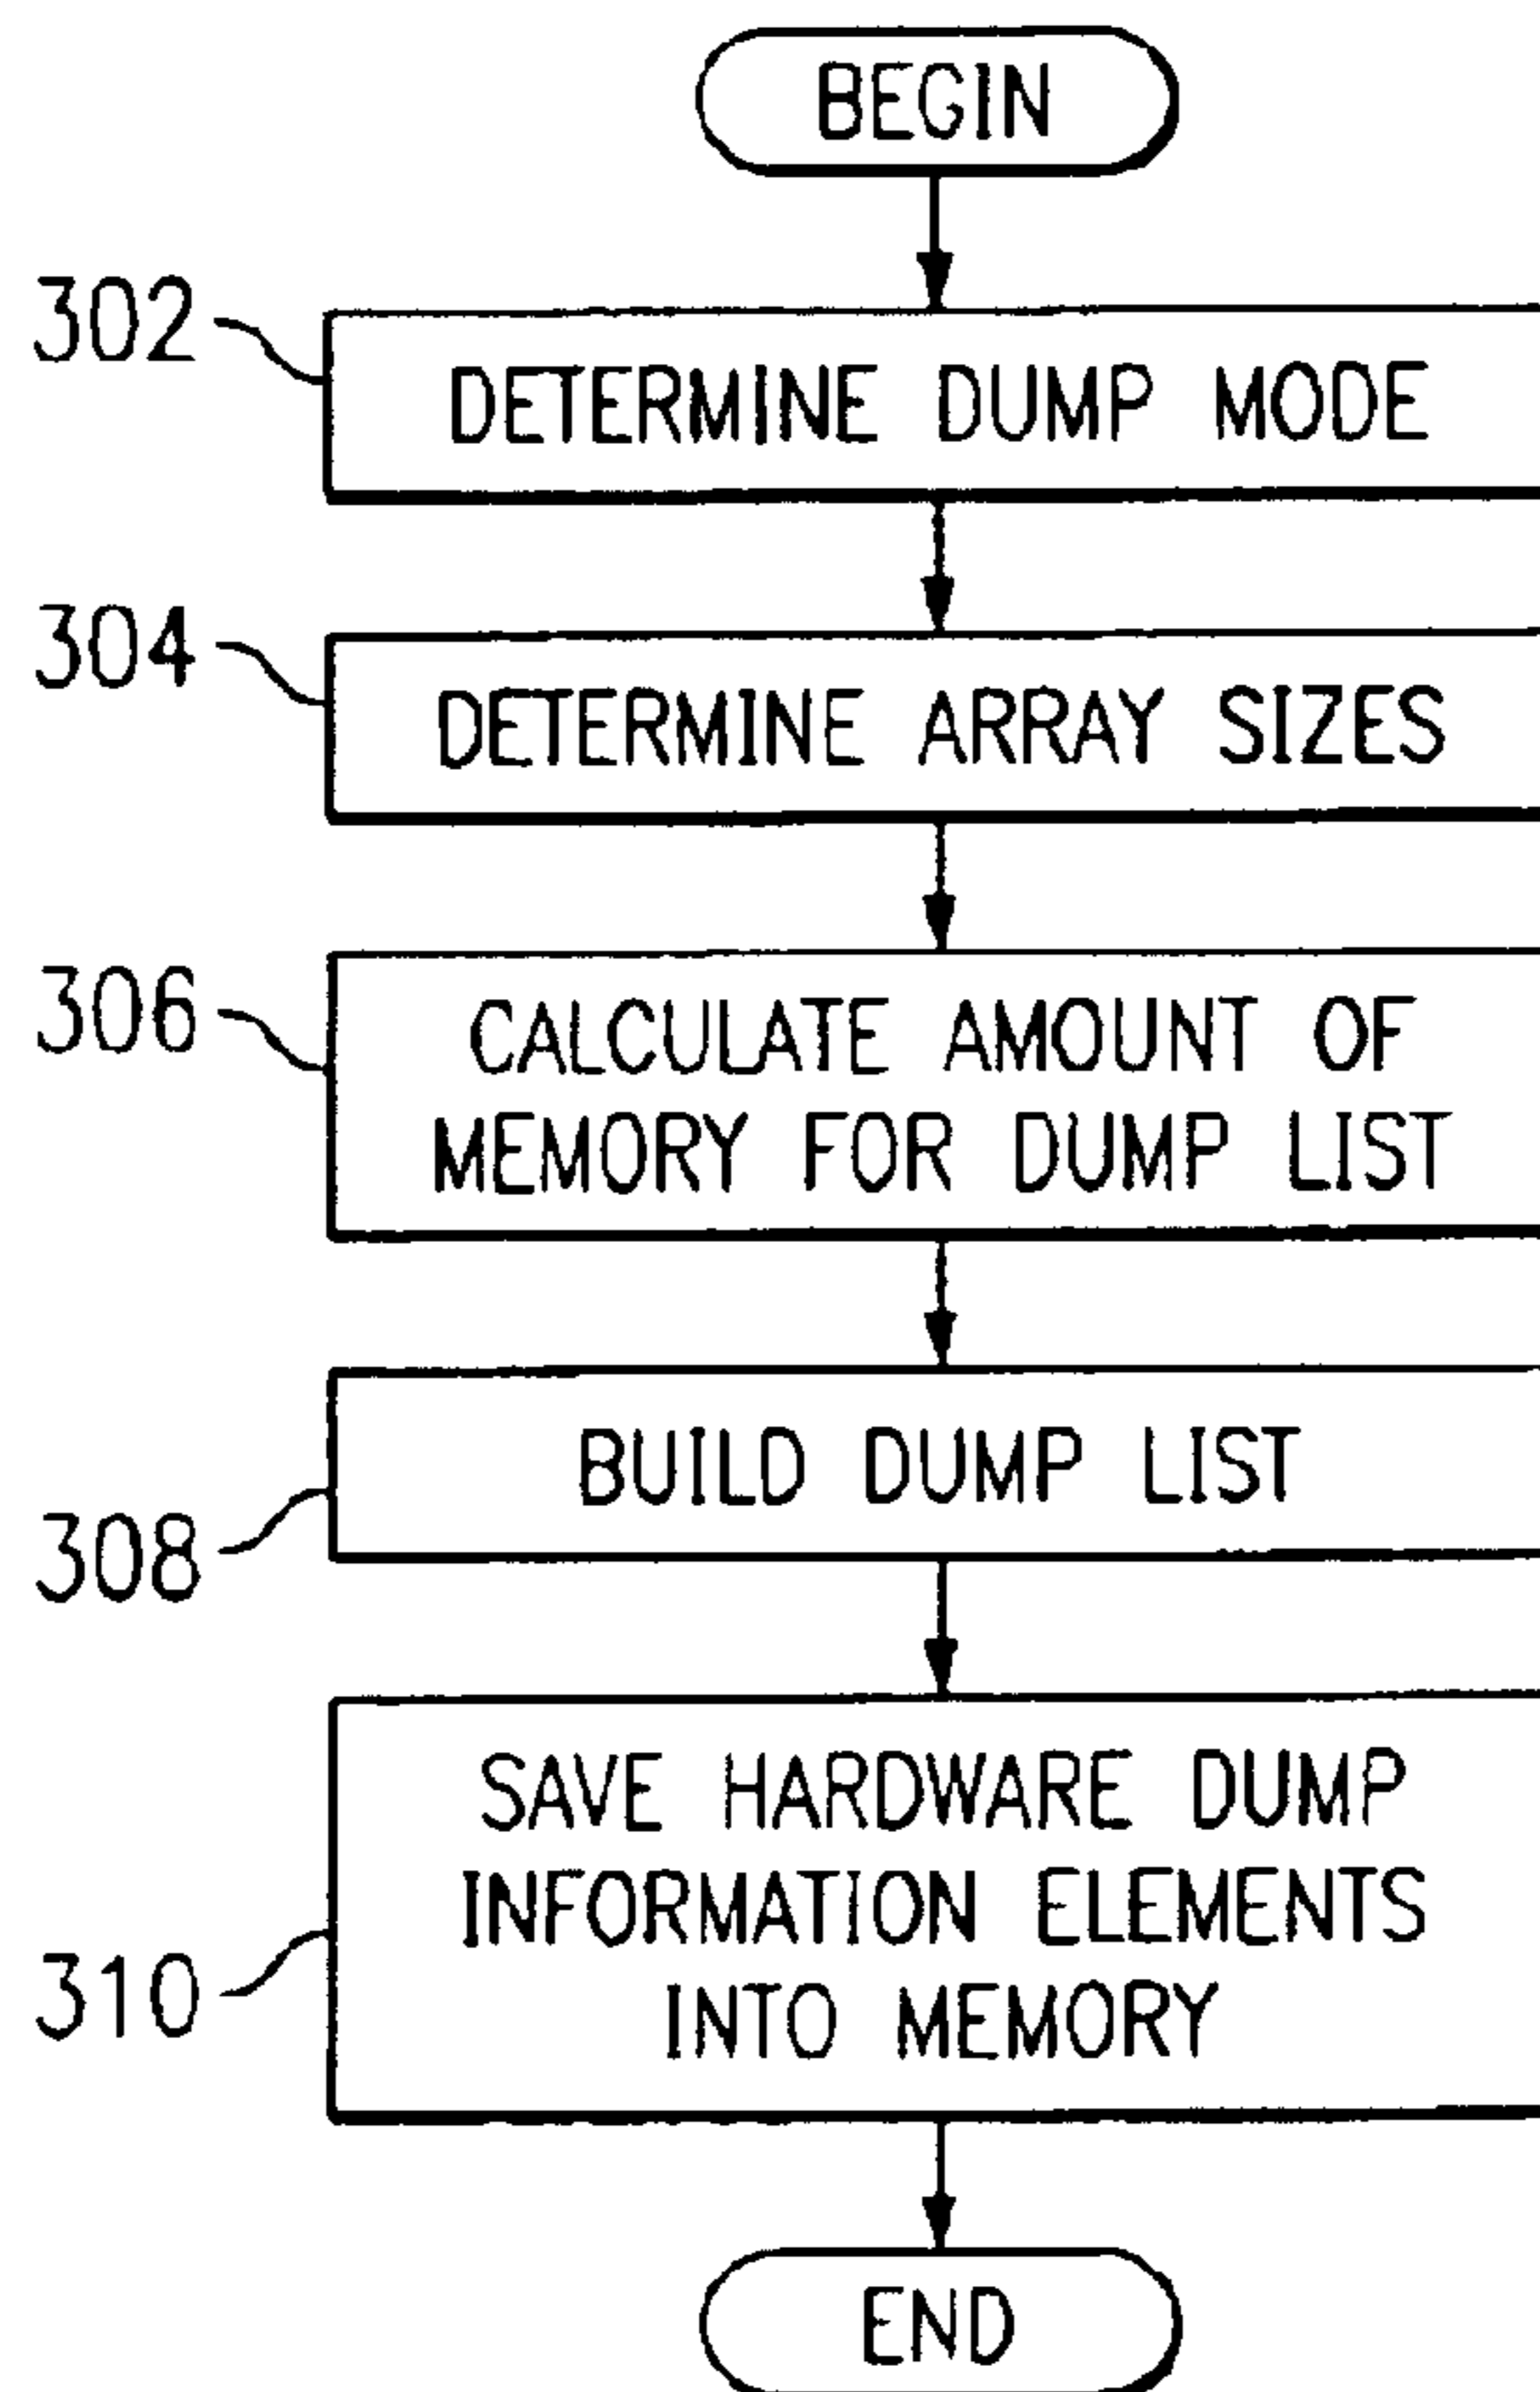 BEGIN
302
DETERMINE DUMP MODE
304
DETERMINE ARRAY SIZES
306
CALCULATE AMOUNT OF
MEMORY FOR DUMP LIST
BUILD DUMP LIST
308
SAVE HARDWARE DUMP
INFORMATION ELEMENTS
INTO MEMORY
310
END